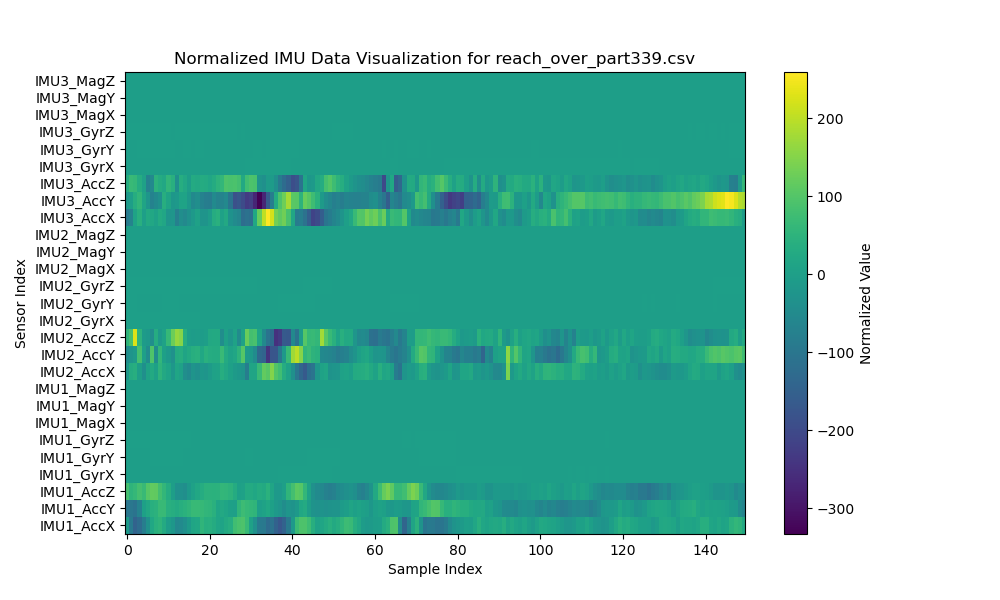 Normalized IMU Data Visualization for reach_over_part339.csv
IMU3_MagZ
IMU3_MagY
IMU3_MagX
IMU3_GyrZ
IMU3_GyrY
IMU3_GyrX
IMU3_AccZ
IMU3_AccY
IMU3_AccX
IMU2_MagZ
IMU2_MagY
IMU2_MagX
IMU2_GyrZ
IMU2_GyrY
IMU2_GyrX
IMU2_AccZ
IMU2_AccY
IMU2_AccX
IMU1_MagZ
IMU1_MagY
IMU1_MagX
IMU1_GyrZ
IMU1_GyrY
IMU1_GyrX
IMU1_AccZ
IMU1_AccY
IMU1_AccX
Sensor Index
0 20 40 60 80 100 120 140
Sample Index
200
100
0
−100
−200
−300
Normalized Value